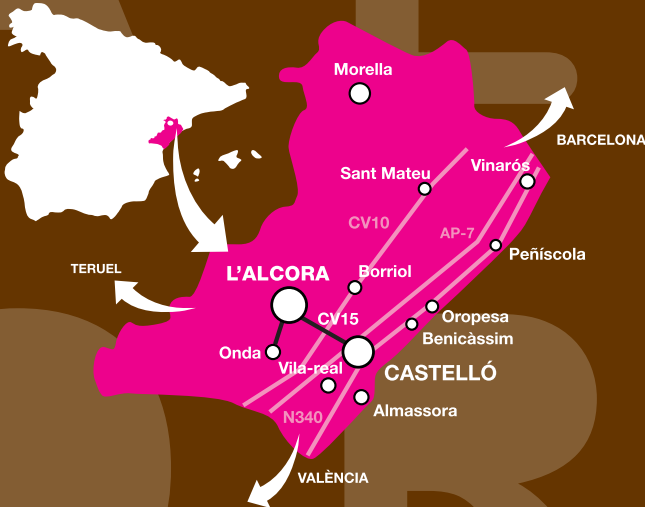 Morella
BARCELONA
Sant Mateu
Vinarós
CV10
AP-7
Peñíscola
TERUEL
L'ALCORA
Borriol
CV15
Oropesa
Benicàssim
Onda
Vila-real
CASTELLÓ
Almassora
N340
VALÈNCIA